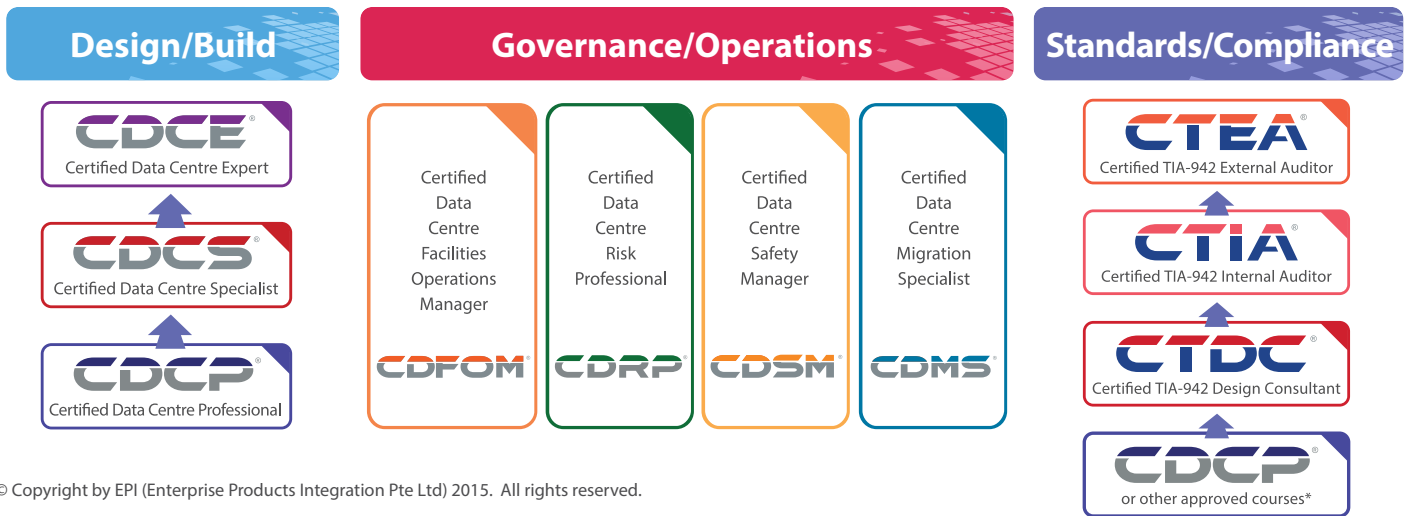 Design/Build
CDCE®
Certified Data Centre Expert
CDCS®
Certified Data Centre Specialist
CDCP®
Certified Data Centre Professional
Governance/Operations
Certified
Data
Centre
Facilities
Operations
Manager
CDFOM®
Certified
Data
Centre
Risk
Professional
CDRP®
Certified
Data
Centre
Safety
Manager
CDSM®
Certified
Data
Centre
Migration
Specialist
CDMS®
Standards/Compliance
CTEA®
Certified TIA-942 External Auditor
CTIA®
Certified TIA-942 Internal Auditor
CTDC®
Certified TIA-942 Design Consultant
CDCP®
or other approved courses*
© Copyright by EPI (Enterprise Products Integration Pte Ltd) 2015. All rights reserved.